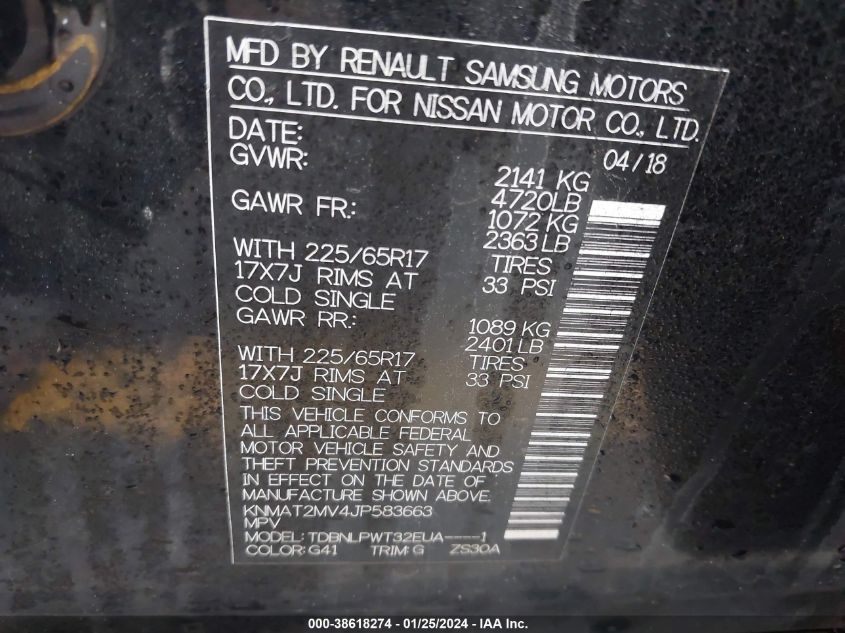 MFD BY RENAULT SAMSUNG MOTORS
CO., LTD. FOR NISSAN MOTOR CO., LTD.
DATE: 04/18
GVWR: 2141 KG
4720LB
GAWR FR.: 1072 KG
2363LB
WITH 225/65R17 TIRES
17X7J RIMS AT 33 PSI
COLD SINGLE
GAWR RR.: 1089 KG
2401LB
WITH 225/65R17 TIRES
17X7J RIMS AT 33 PSI
COLD SINGLE
THIS VEHICLE CONFORMS TO
ALL APPLICABLE FEDERAL
MOTOR VEHICLE SAFETY AND
THEFT PREVENTION STANDARDS
IN EFFECT ON THE DATE OF
MANUFACTURE SHOWN ABOVE.
KNMAT2MV4JP583663
MPV
MODEL: TDBNLPWT32EUA----1
COLOR: G41 TRIM: G ZS30A
000-38618274 - 01/25/2024 - IAA Inc.